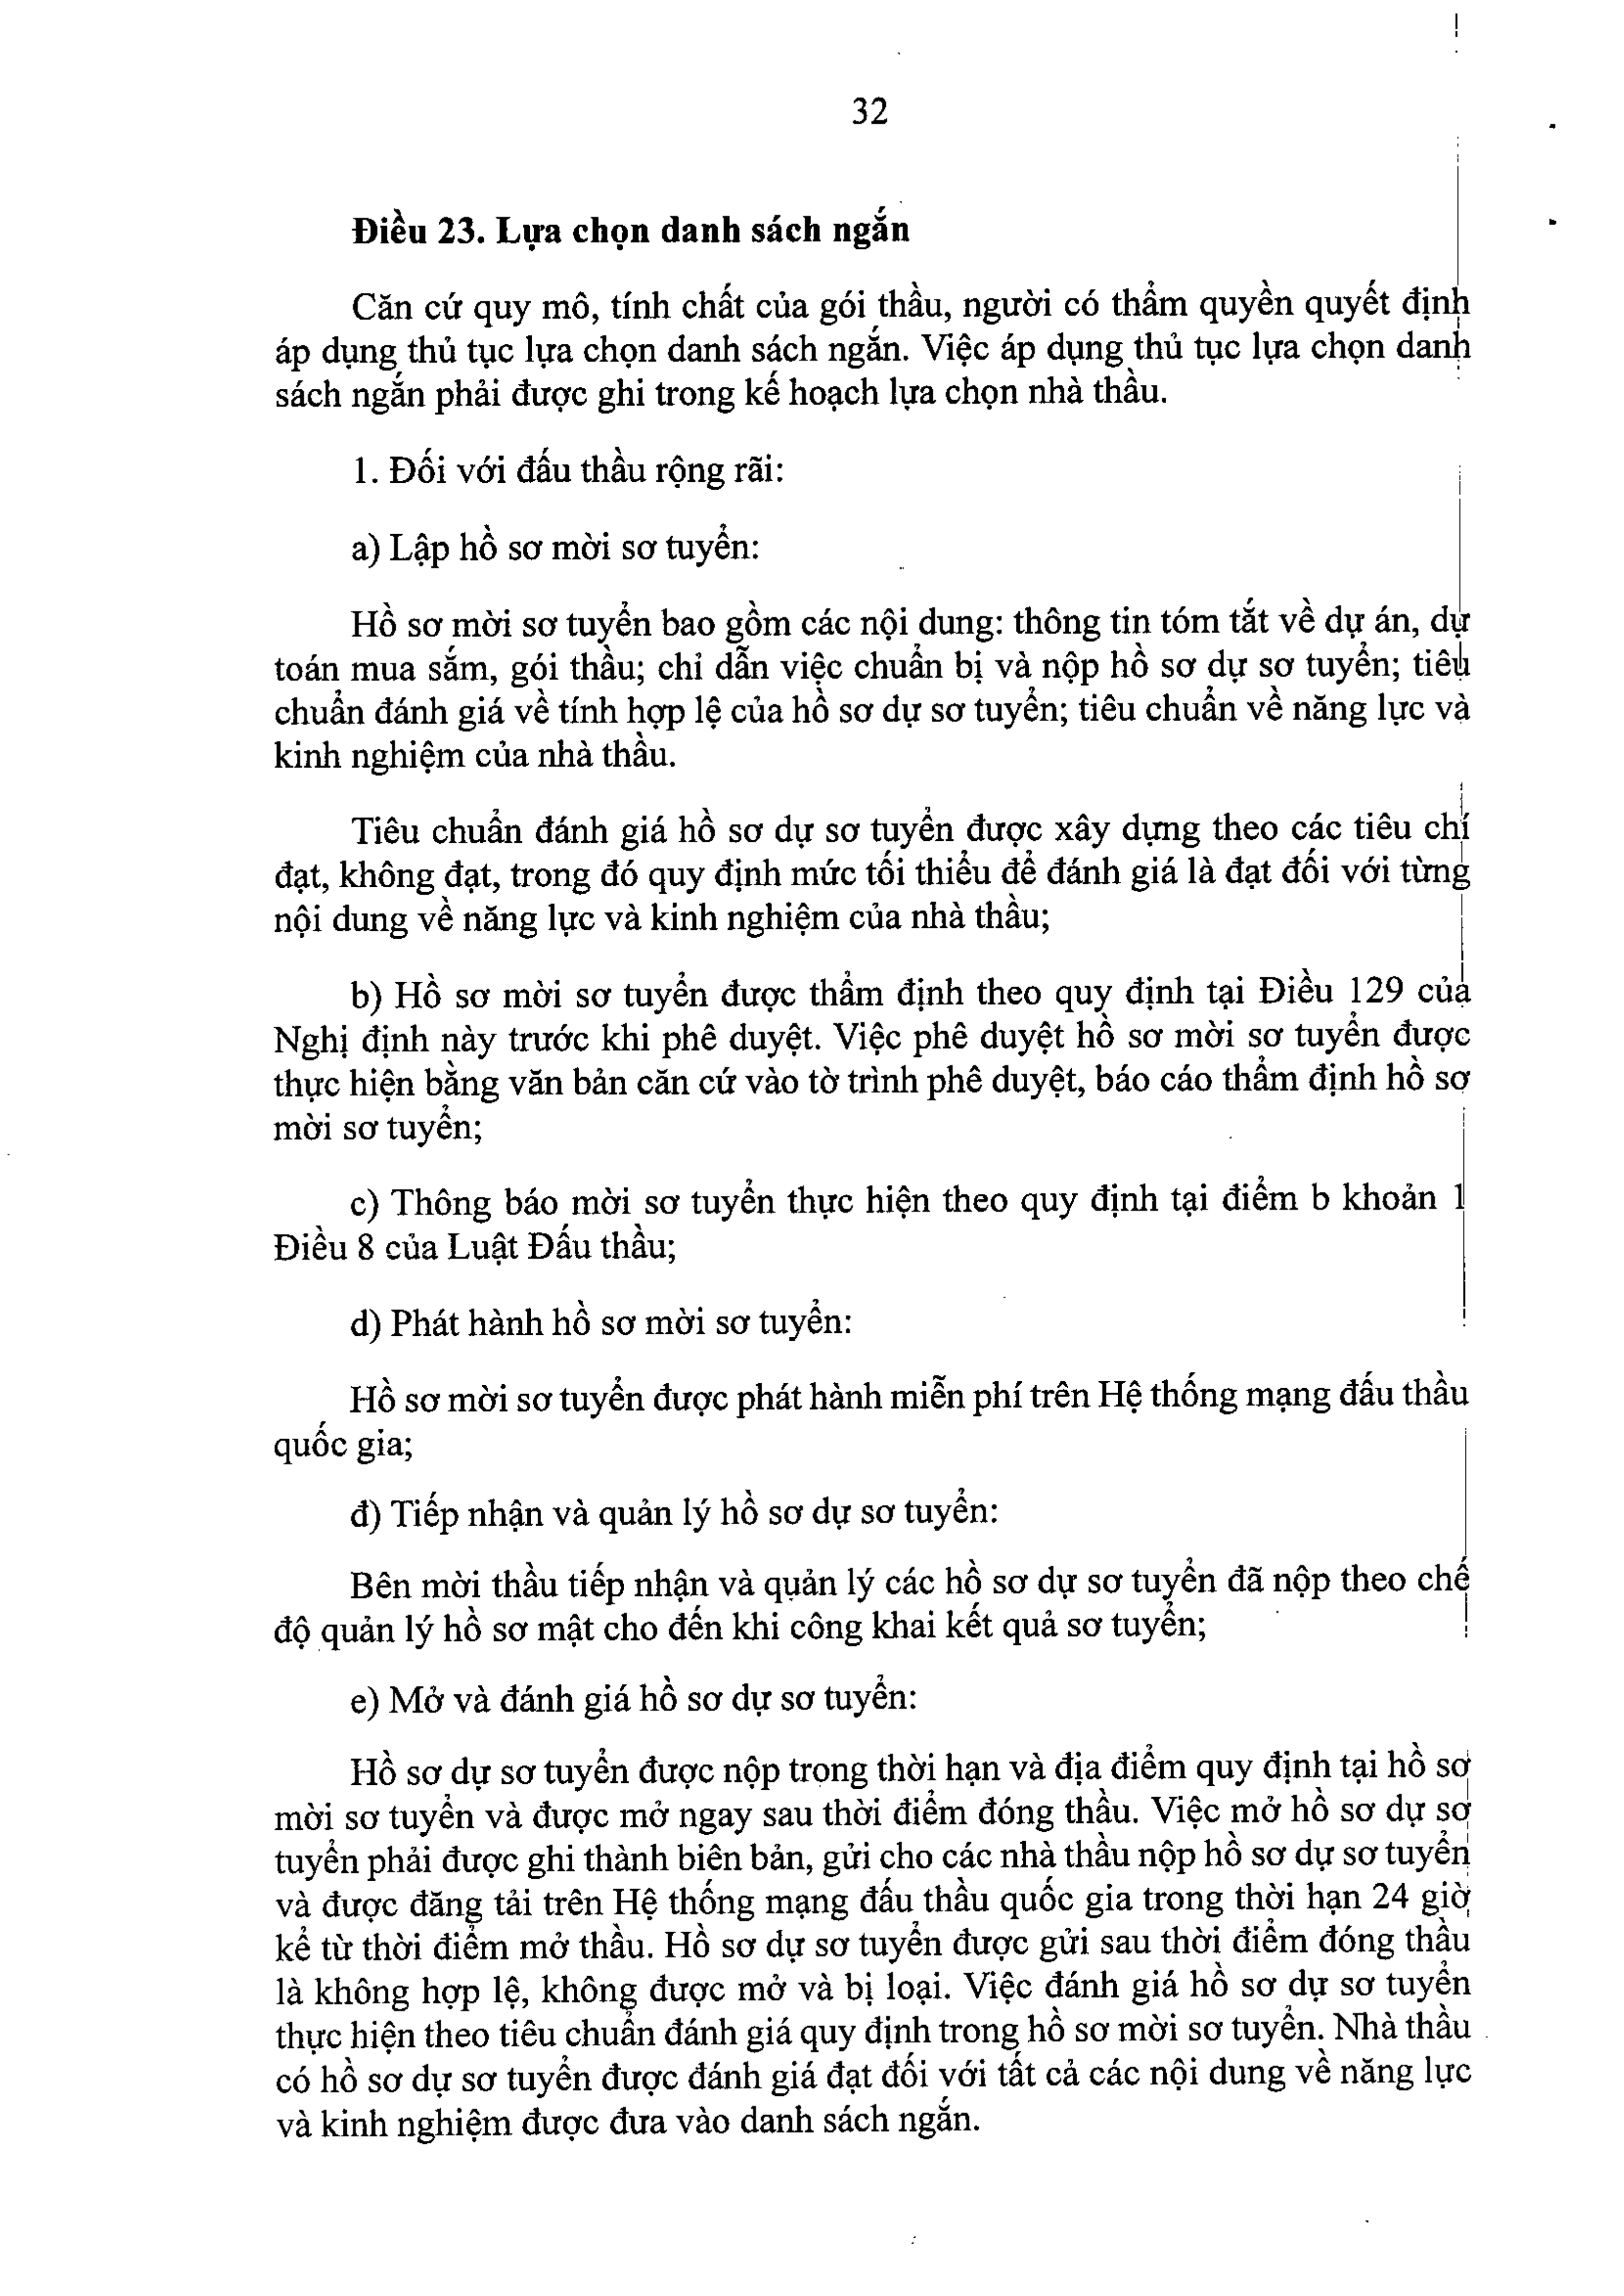 32
Điều 23. Lựa chọn danh sách ngắn
Căn cứ quy mô, tính chất của gói thầu, người có thẩm quyền quyết định
áp dụng thủ tục lựa chọn danh sách ngắn. Việc áp dụng thủ tục lựa chọn danh
sách ngắn phải được ghi trong kế hoạch lựa chọn nhà thầu.
1. Đối với đấu thầu rộng rãi:
a) Lập hồ sơ mời sơ tuyển:
Hồ sơ mời sơ tuyển bao gồm các nội dung: thông tin tóm tắt về dự án, dự
toán mua sắm, gói thầu; chỉ dẫn việc chuẩn bị và nộp hồ sơ dự sơ tuyển; tiêu
chuẩn đánh giá về tính hợp lệ của hồ sơ dự sơ tuyển; tiêu chuẩn về năng lực và
kinh nghiệm của nhà thầu.
Tiêu chuẩn đánh giá hồ sơ dự sơ tuyển được xây dựng theo các tiêu chí
đạt, không đạt, trong đó quy định mức tối thiểu để đánh giá là đạt đối với từng
nội dung về năng lực và kinh nghiệm của nhà thầu;
b) Hồ sơ mời sơ tuyển được thẩm định theo quy định tại Điều 129 của
Nghị định này trước khi phê duyệt. Việc phê duyệt hồ sơ mời sơ tuyển được
thực hiện bằng văn bản căn cứ vào tờ trình phê duyệt, báo cáo thẩm định hồ sơ
mời sơ tuyển;
c) Thông báo mời sơ tuyển thực hiện theo quy định tại điểm b khoản 1
Điều 8 của Luật Đấu thầu;
d) Phát hành hồ sơ mời sơ tuyển:
Hồ sơ mời sơ tuyển được phát hành miễn phí trên Hệ thống mạng đấu thầu
quốc gia;
đ) Tiếp nhận và quản lý hồ sơ dự sơ tuyển:
Bên mời thầu tiếp nhận và quản lý các hồ sơ dự sơ tuyển đã nộp theo chế
độ quản lý hồ sơ mật cho đến khi công khai kết quả sơ tuyển;
e) Mở và đánh giá hồ sơ dự sơ tuyển:
Hồ sơ dự sơ tuyển được nộp trong thời hạn và địa điểm quy định tại hồ sơ
mời sơ tuyển và được mở ngay sau thời điểm đóng thầu. Việc mở hồ sơ dự sơ
tuyển phải được ghi thành biên bản, gửi cho các nhà thầu nộp hồ sơ dự sơ tuyển
và được đăng tải trên Hệ thống mạng đấu thầu quốc gia trong thời hạn 24 giờ
kể từ thời điểm mở thầu. Hồ sơ dự sơ tuyển được gửi sau thời điểm đóng thầu
là không hợp lệ, không được mở và bị loại. Việc đánh giá hồ sơ dự sơ tuyển
thực hiện theo tiêu chuẩn đánh giá quy định trong hồ sơ mời sơ tuyển. Nhà thầu
có hồ sơ dự sơ tuyển được đánh giá đạt đối với tất cả các nội dung về năng lực
và kinh nghiệm được đưa vào danh sách ngắn.